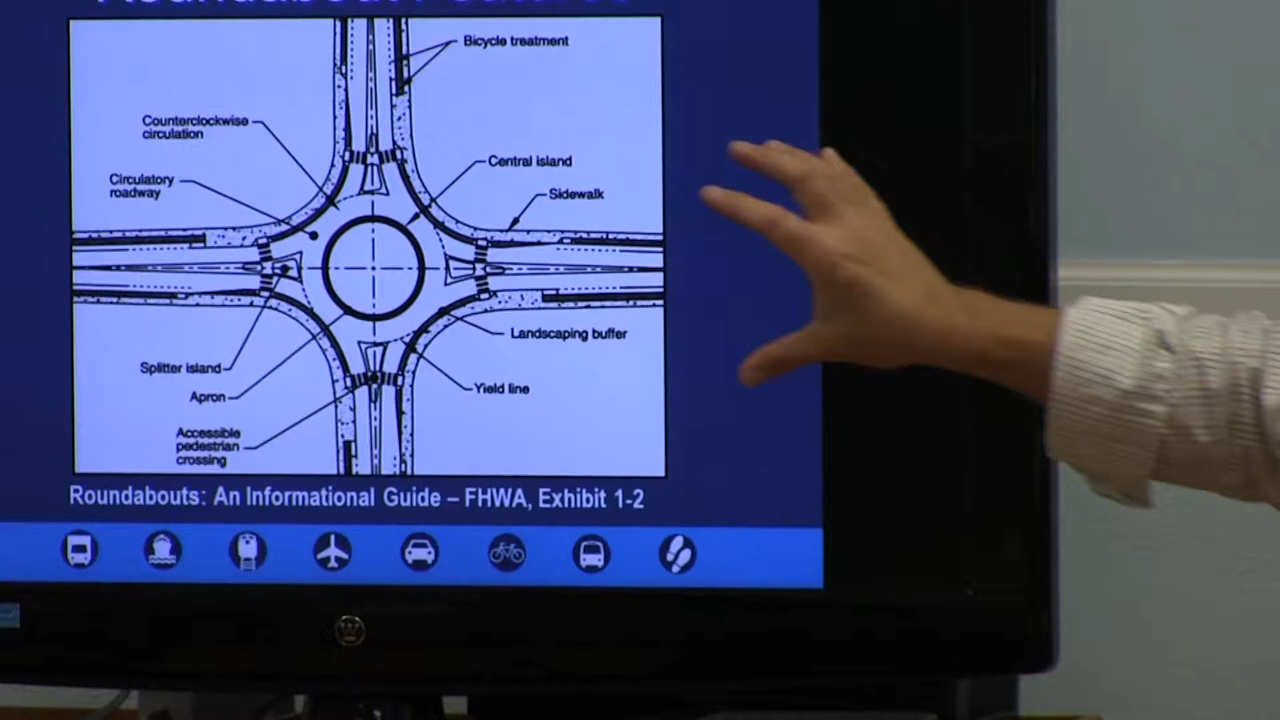 Bicycle treatment
Counterclockwise
circulation
Central island
Circulatory
roadway
Sidewalk
Landscaping buffer
Splitter island
Yield line
Apron
Accessible
pedestrian
crossing
Roundabouts: An Informational Guide – FHWA, Exhibit 1-2